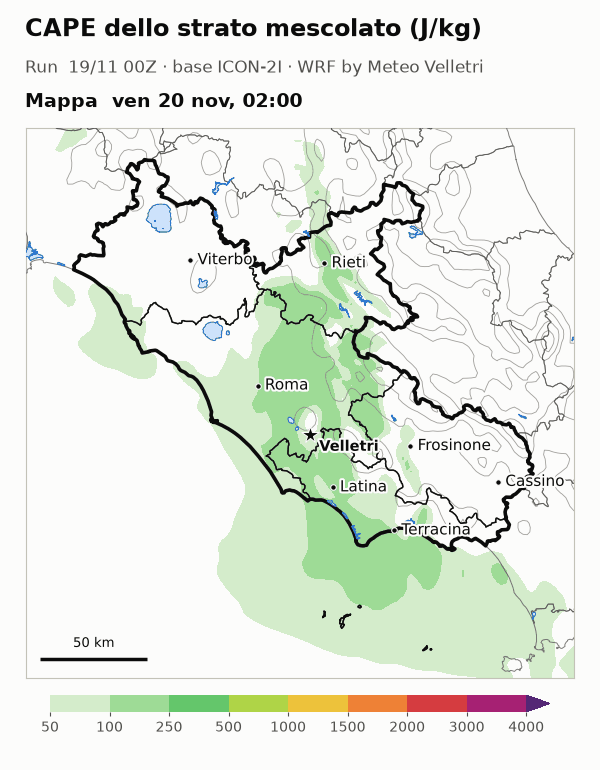 CAPE dello strato mescolato (J/kg)
Run  19/11 00Z · base ICON-2I · WRF by Meteo Velletri
Mappa  ven 20 nov, 02:00
Viterbo
Rieti
Roma
Velletri
Frosinone
Latina
Cassino
Terracina
50 km
50 100 250 500 1000 1500 2000 3000 4000